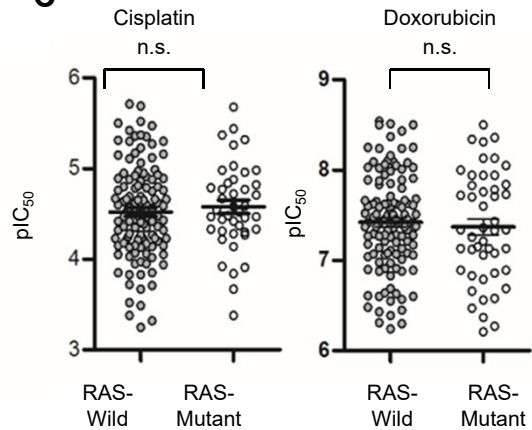 Cisplatin
n.s.
6
5
4
3
pIC50
RAS-
Wild
RAS-
Mutant
Doxorubicin
n.s.
9
8
7
6
pIC50
RAS-
Wild
RAS-
Mutant